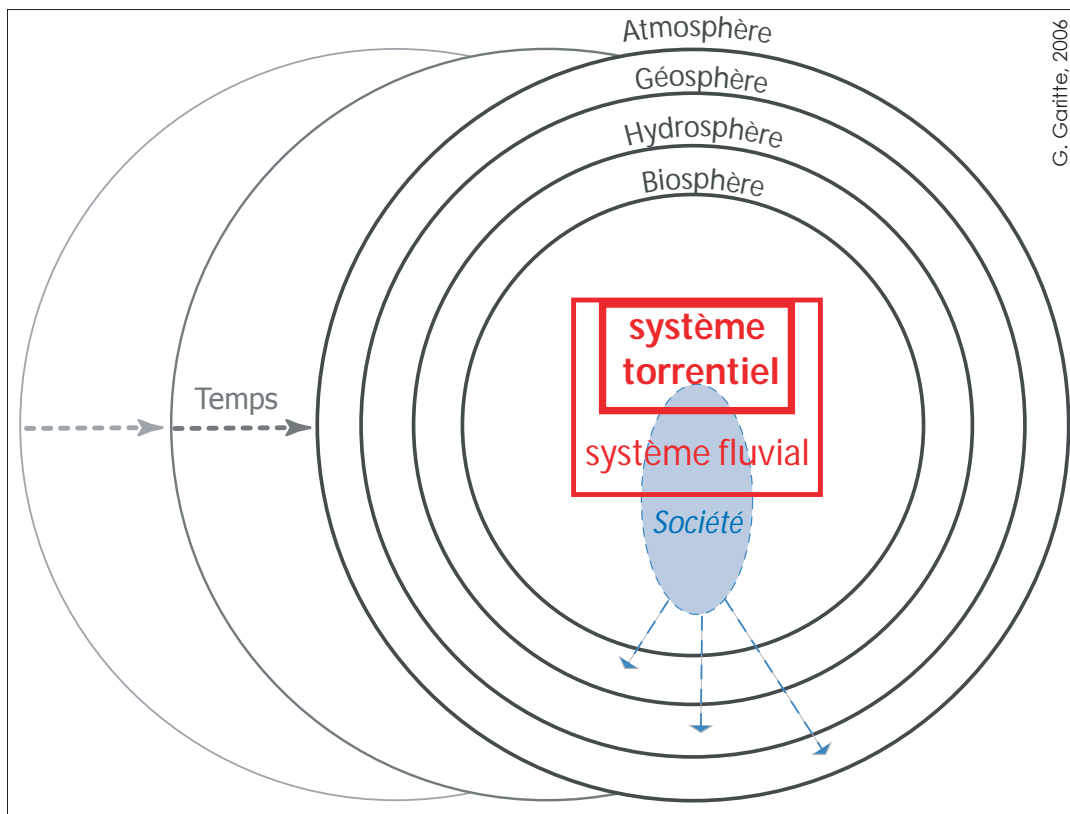 Atmosphère
Géosphère
Hydrosphère
Biosphère
système
torrentiel
Temps
système fluvial
Société
G. Garitte, 2006